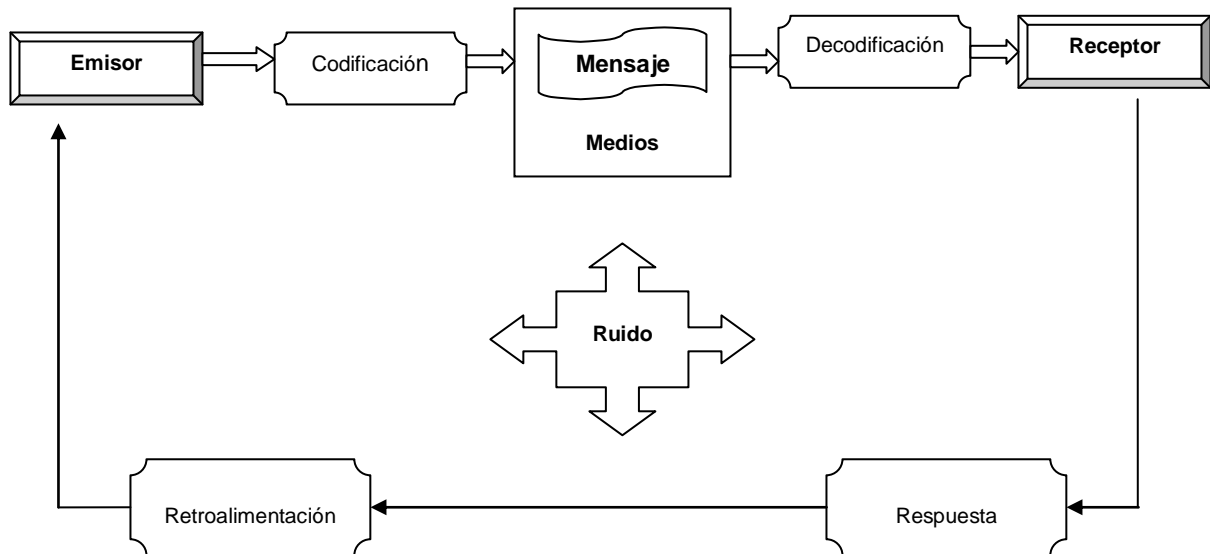 Emisor
Codificación
Mensaje
Medios
Decodificación
Receptor
Ruido
Retroalimentación
Respuesta